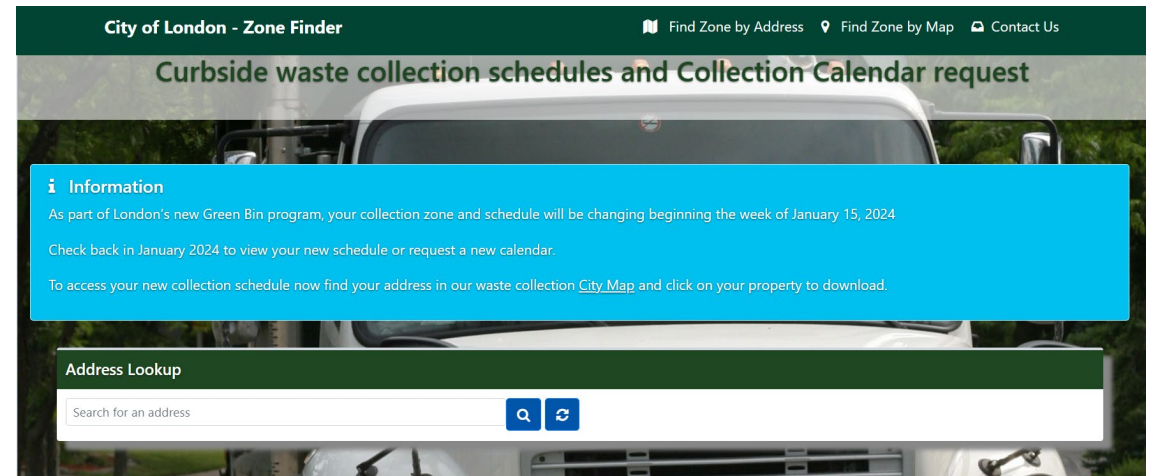 City of London - Zone Finder
Find Zone by Address Find Zone by Map Contact Us
Curbside waste collection schedules and Collection Calendar request
Information
As part of London's new Green Bin program, your collection zone and schedule will be changing beginning the week of January 15, 2024
Check back in January 2024 to view your new schedule or request a new calendar.
To access your new collection schedule now find your address in our waste collection City Map and click on your property to download.
Address Lookup
Search for an address